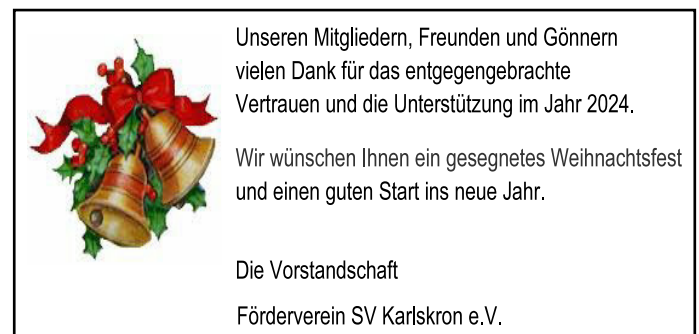 Unseren Mitgliedern, Freunden und Gönnern
vielen Dank für das entgegengebrachte
Vertrauen und die Unterstützung im Jahr 2024.
Wir wünschen Ihnen ein gesegnetes Weihnachtsfest
und einen guten Start ins neue Jahr.
Die Vorstandschaft
Förderverein SV Karlskron e.V.